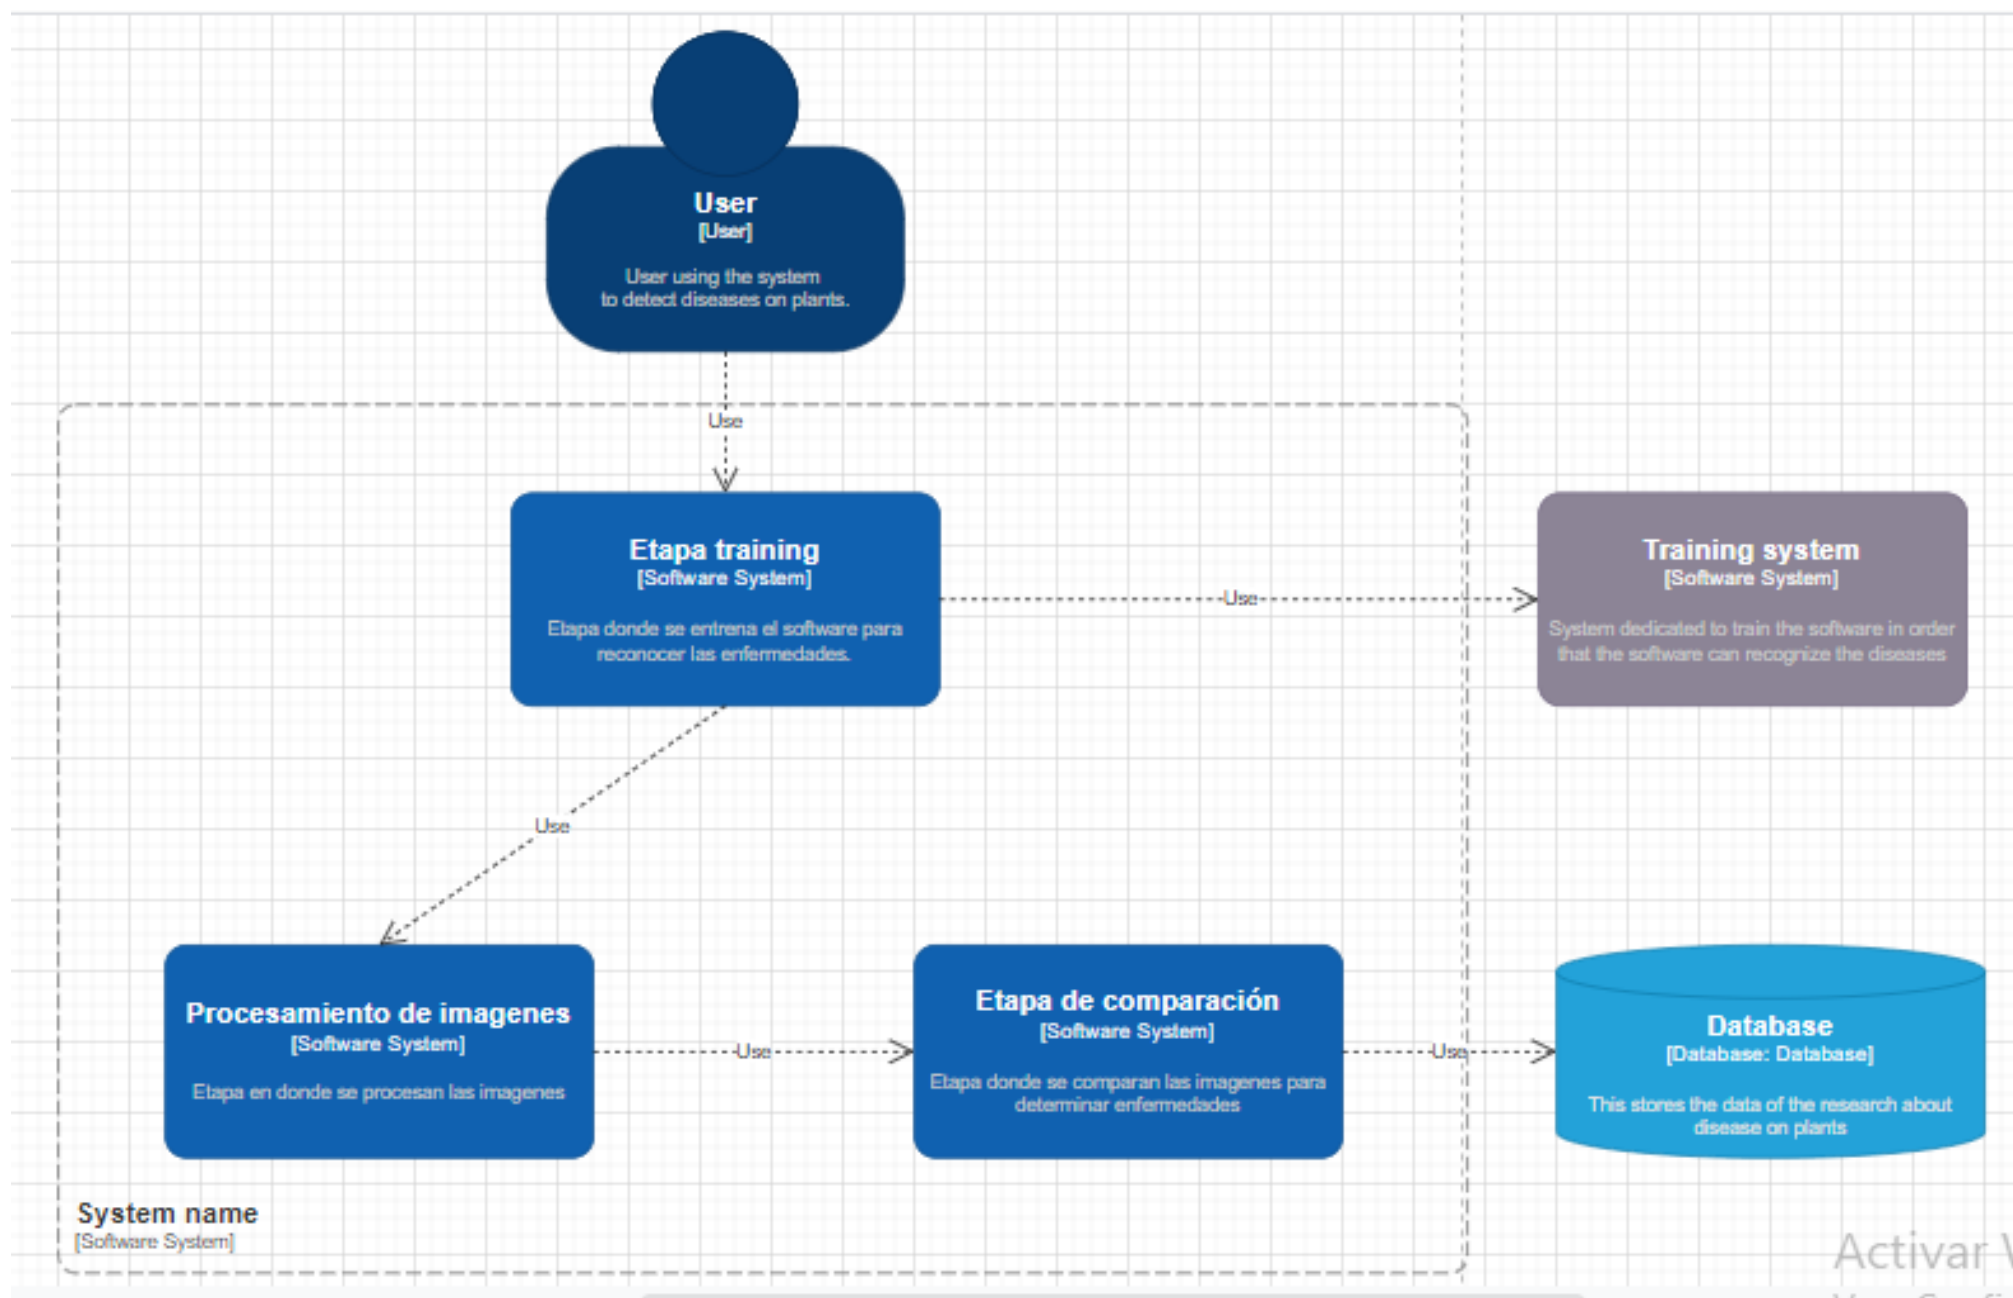 User
[User]
User using the system
to detect diseases on plants.
Use
Etapa training
[Software System]
Etapa donde se entrena el software para
reconocer las enfermedades.
Use
Training system
[Software System]
System dedicated to train the software in order
that the software can recognize the diseases
Use
Procesamiento de imagenes
[Software System]
Etapa en donde se procesan las imagenes
Use
Etapa de comparación
[Software System]
Etapa donde se comparan las imagenes para
determinar enfermedades
Use
Database
[Database: Database]
This stores the data of the research about
disease on plants
System name
[Software System]
Activar